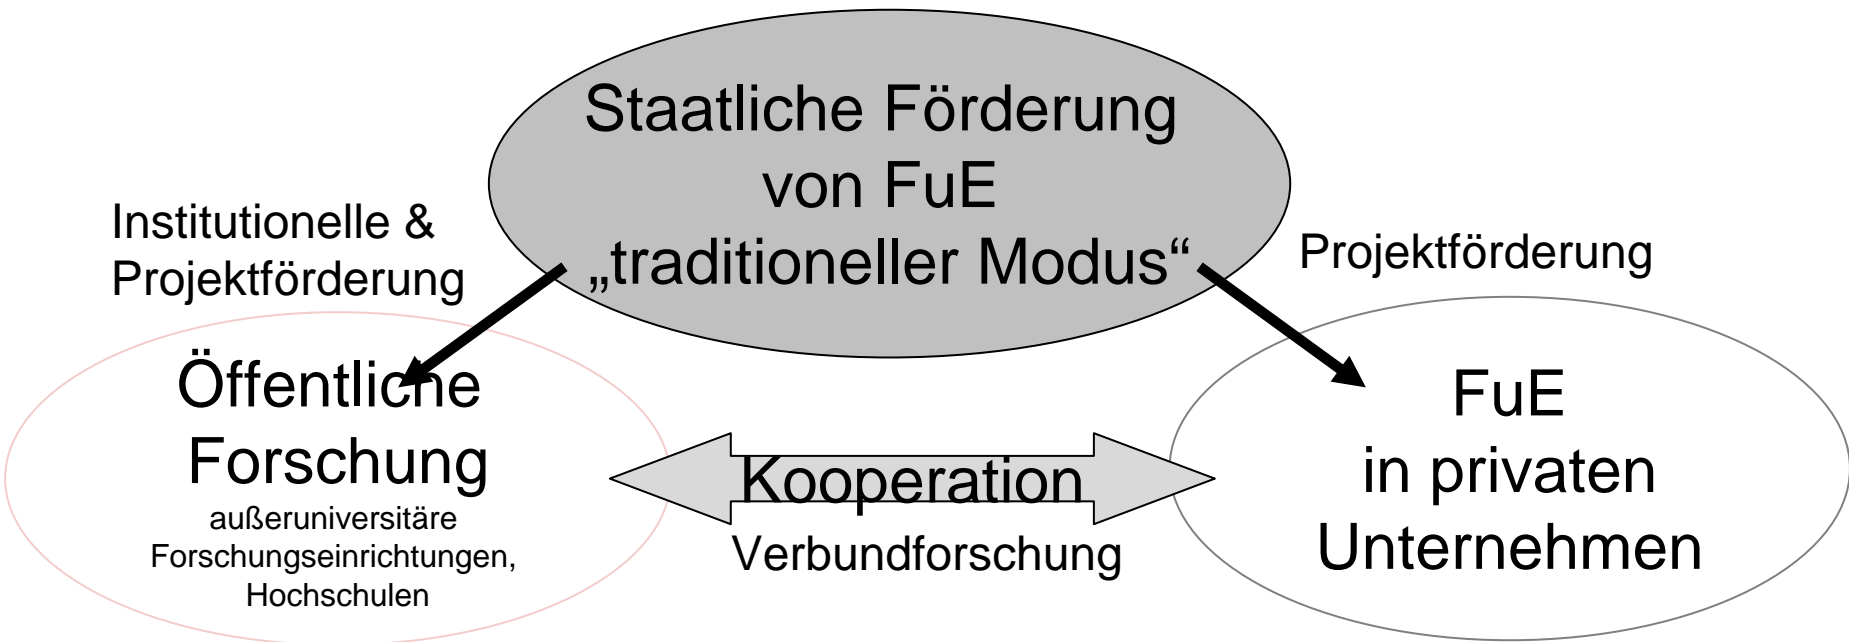 Staatliche Förderung
von FuE
„traditioneller Modus“
Institutionelle &
Projektförderung
Projektförderung
Öffentliche
Forschung
außeruniversitäre
Forschungseinrichtungen,
Hochschulen
Kooperation
Verbundforschung
FuE
in privaten
Unternehmen